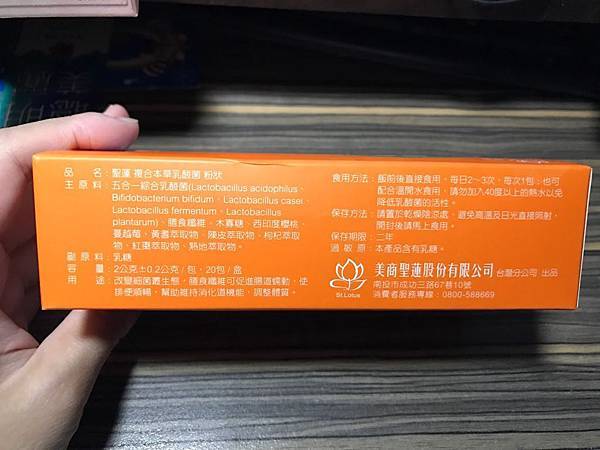 品　名：聖蓮 複合本草乳酸菌 粉狀
主 原 料：五合一綜合乳酸菌(Lactobacillus acidophilus、
Bifidobacterium bifidum、Lactobacillus casei、
Lactobacillus fermentum、Lactobacillus
plantarum)、膳食纖維、木寡糖、西印度櫻桃、
蔓越莓、黃耆萃取物、陳皮萃取物、枸杞萃取
物、紅棗萃取物、熟地萃取物。
副 原 料：乳糖
容　量：2公克±0.2公克／包，20包／盒
用　途：改變細菌叢生態，膳食纖維可促進腸道蠕動，使
排便順暢，幫助維持消化道機能，調整體質。
食用方法：飯前後直接食用，每日2～3次，每次1包；也可
配合溫開水食用，請勿加入40度以上的熱水以免
降低乳酸菌的活性。
保存方法：請置於乾燥陰涼處，避免高溫及日光直接照射，
開封後請馬上食用。
保存期限：二年
過 敏 原：本產品含有乳糖。
St.Lotus
美商聖蓮股份有限公司 台灣分公司 出品
南投市成功三路67巷10號
消費者服務專線：0800-588669